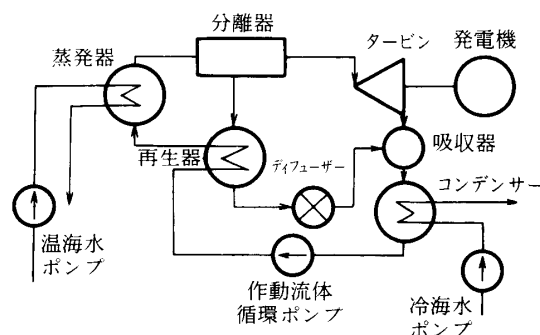 分離器
タービン
発電機
蒸発器
再生器
ディフューザー
吸収器
コンデンサー
温海水
ポンプ
作動流体
循環ポンプ
冷海水
ポンプ